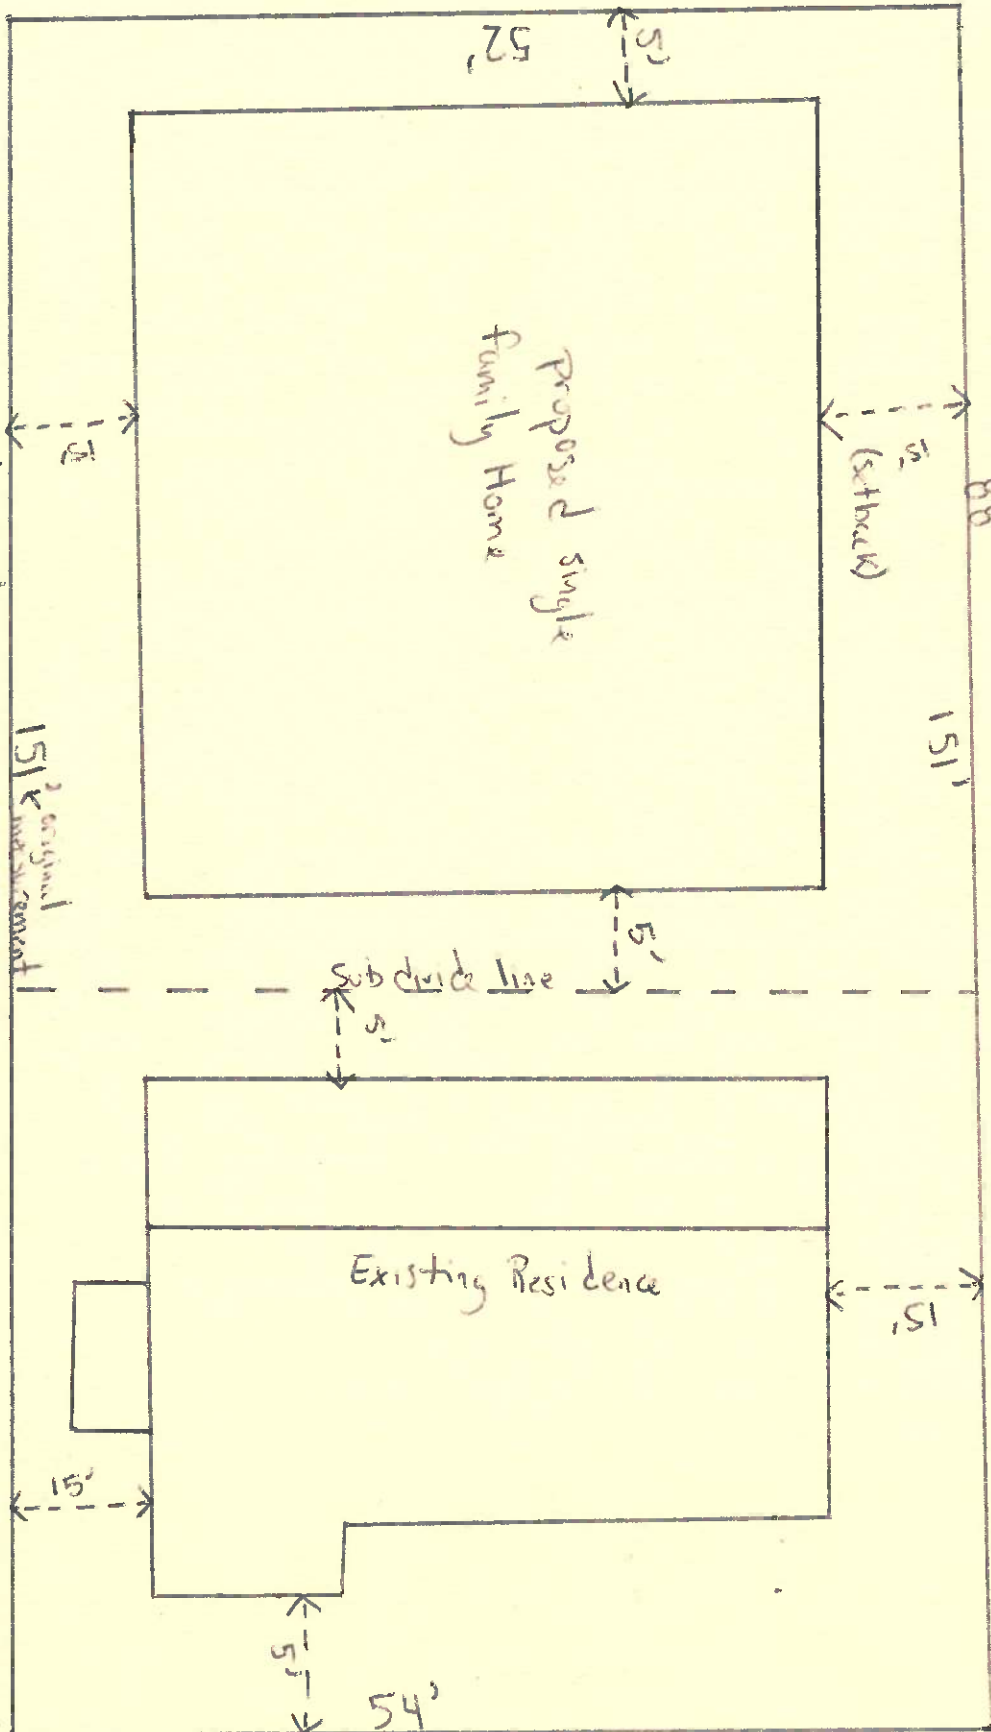 52'
5'
Proposed single
family Home
15'
15'
(setback)
151'
151'
original
measurement
5'
Subdivide line
5'
Existing Residence
15'
15'
5'
54'